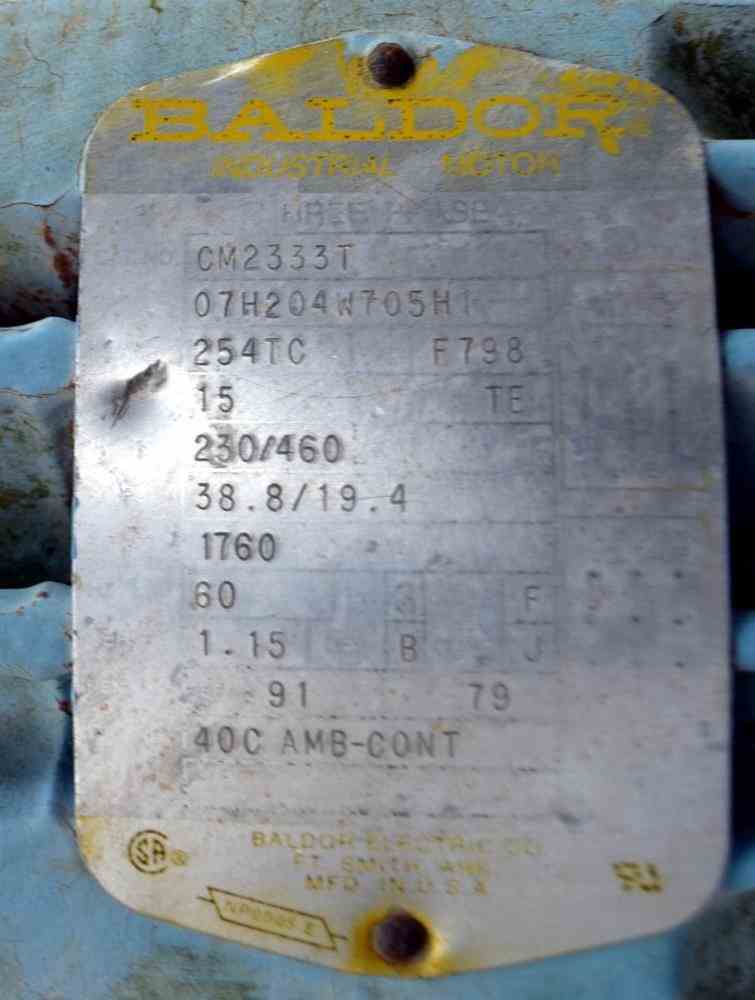 BALDOR
INDUSTRIAL MOTOR
CM2333T
07H204W705H1
254TC F798
15 TE
230/460
38.8/19.4
1760
60 3 F
1.15 B J
91 79
40C AMB-CONT
SA ®
BALDOR ELECTRIC CO.
FT. SMITH, ARK.
MFD. IN U.S.A.